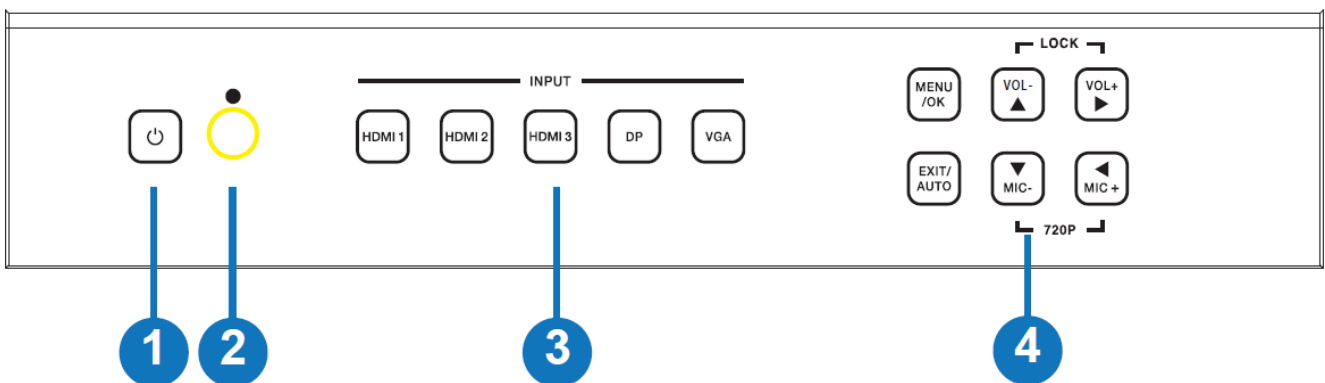 LOCK
INPUT
MENU
/OK
VOL-
▲
VOL+
▶
HDMI 1
HDMI 2
HDMI 3
DP
VGA
EXIT/
AUTO
▼
MIC-
◀
MIC +
720P
1
2
3
4